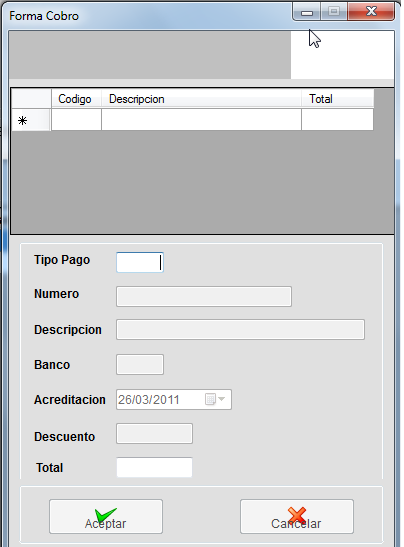 Forma Cobro
Codigo Descripcion Total
Tipo Pago
Numero
Descripcion
Banco
Acreditacion 26/03/2011
Descuento
Total
Aceptar Cancelar